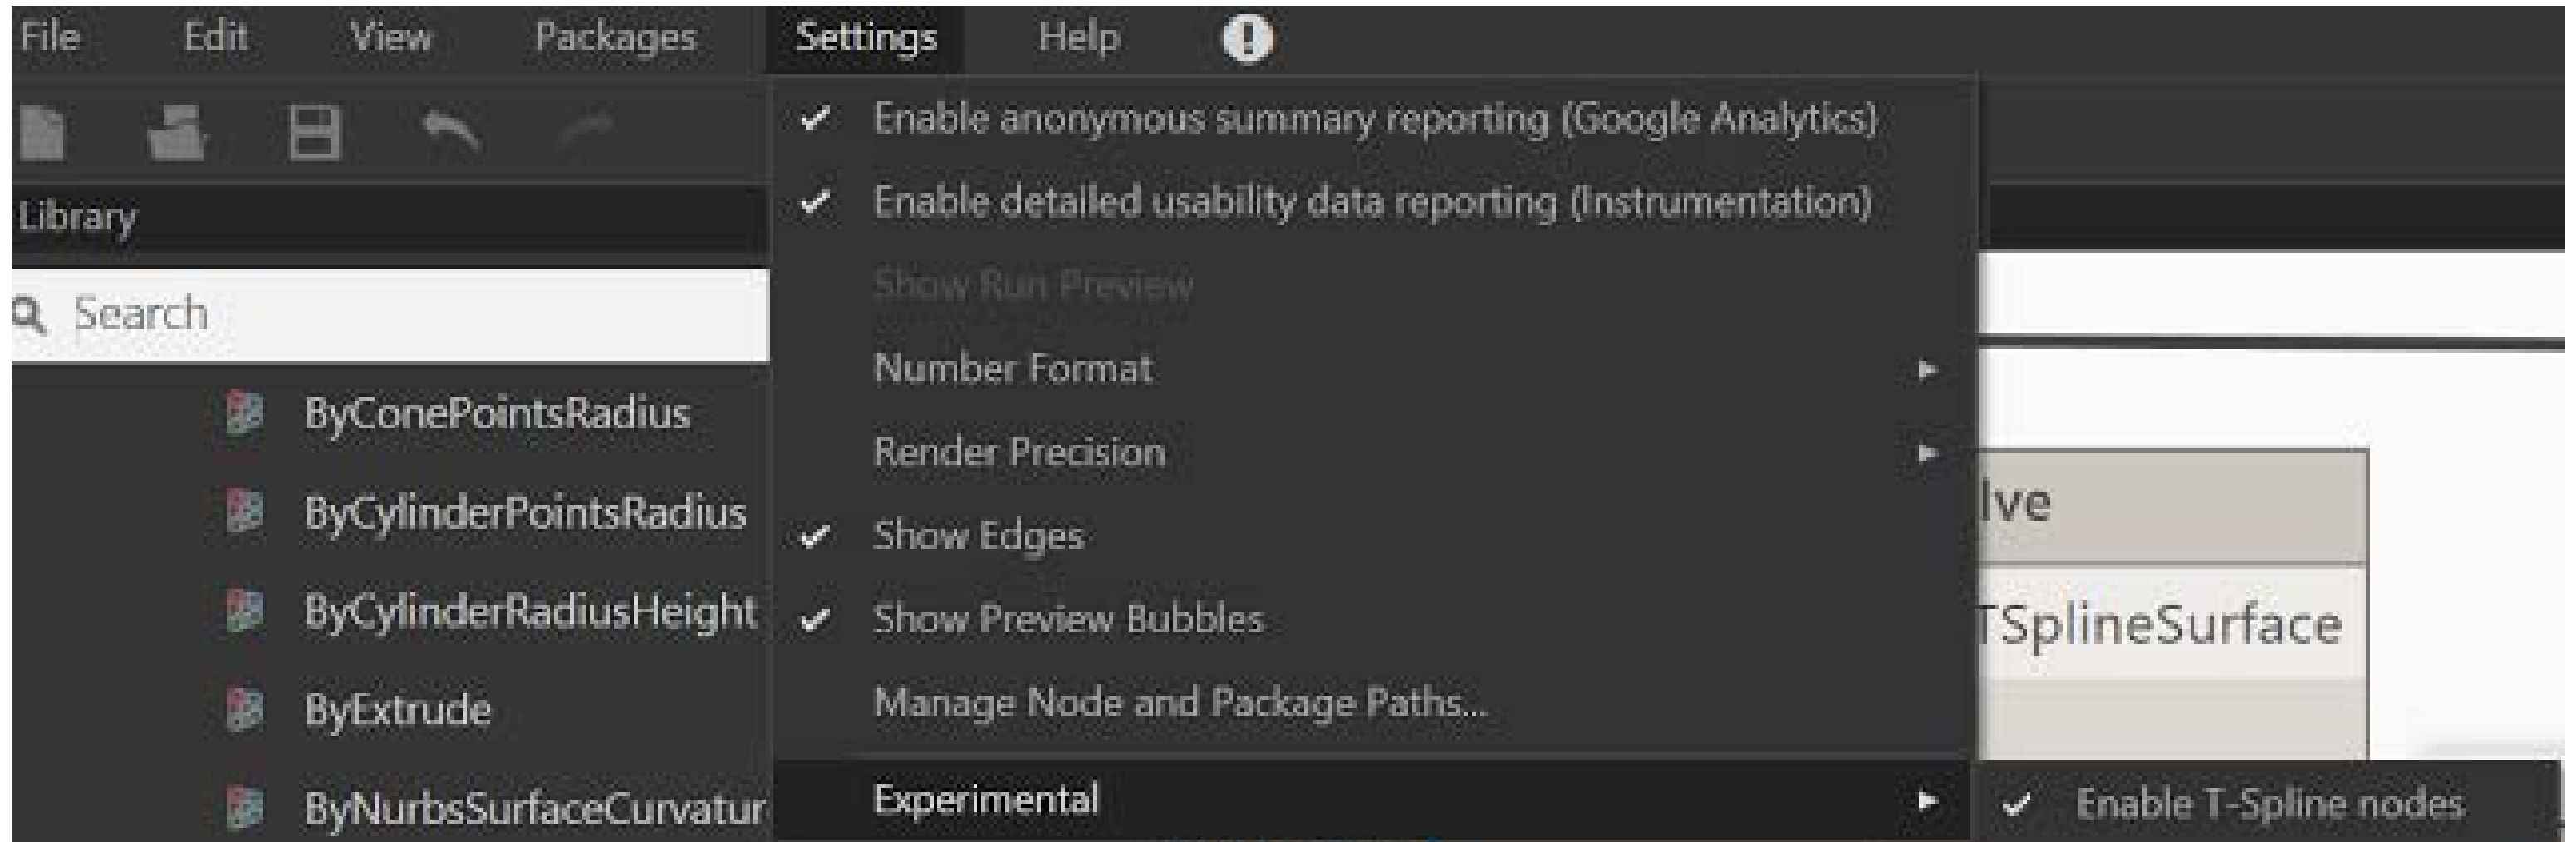 File Edit View Packages Settings Help
Enable anonymous summary reporting (Google Analytics)
Enable detailed usability data reporting (Instrumentation)
Library
Show Run Preview
Search
Number Format
ByConePointsRadius
Render Precision
lve
ByCylinderPointsRadius
Show Edges
ByCylinderRadiusHeight
Show Preview Bubbles
TSplineSurface
ByExtrude
Manage Node and Package Paths...
ByNurbsSurfaceCurvatur
Experimental
Enable T-Spline nodes